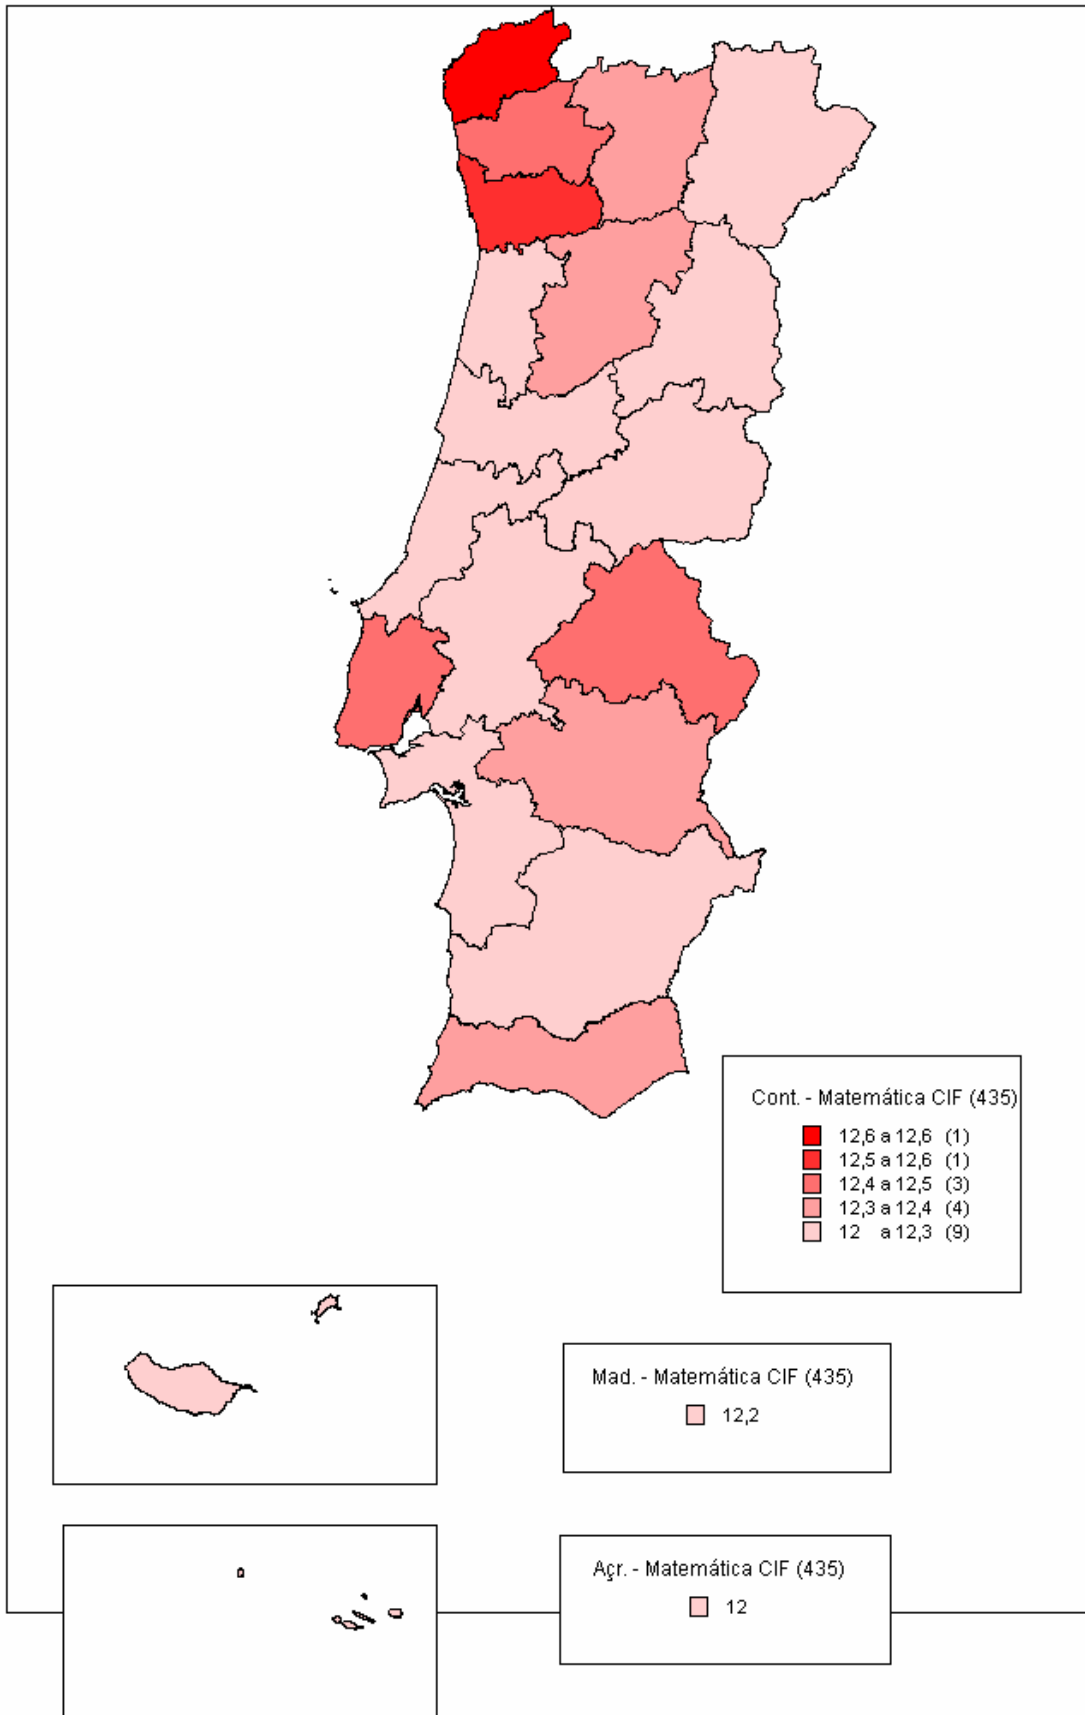 Cont. - Matemática CIF (435)
12,6 a 12,6 (1)
12,5 a 12,6 (1)
12,4 a 12,5 (3)
12,3 a 12,4 (4)
12 a 12,3 (9)
Mad. - Matemática CIF (435)
12,2
Açr. - Matemática CIF (435)
12